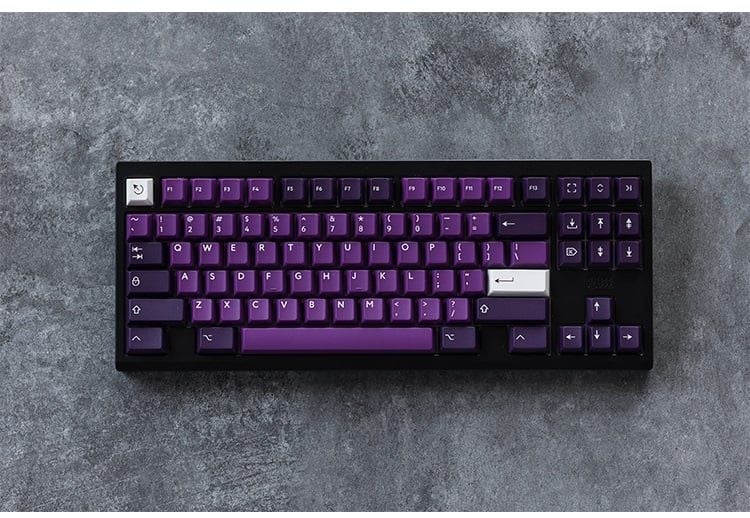 F1 F2 F3 F4 F5 F6 F7 F8 F9 F10 F11 F12 F13
~ ! @ # $ % ^ & * ( ) _ +
` 1 2 3 4 5 6 7 8 9 0 - =
Q W E R T Y U I O P { } |
[ ] \
A S D F G H J K L : "
; '
Z X C V B N M < > ?
, . /